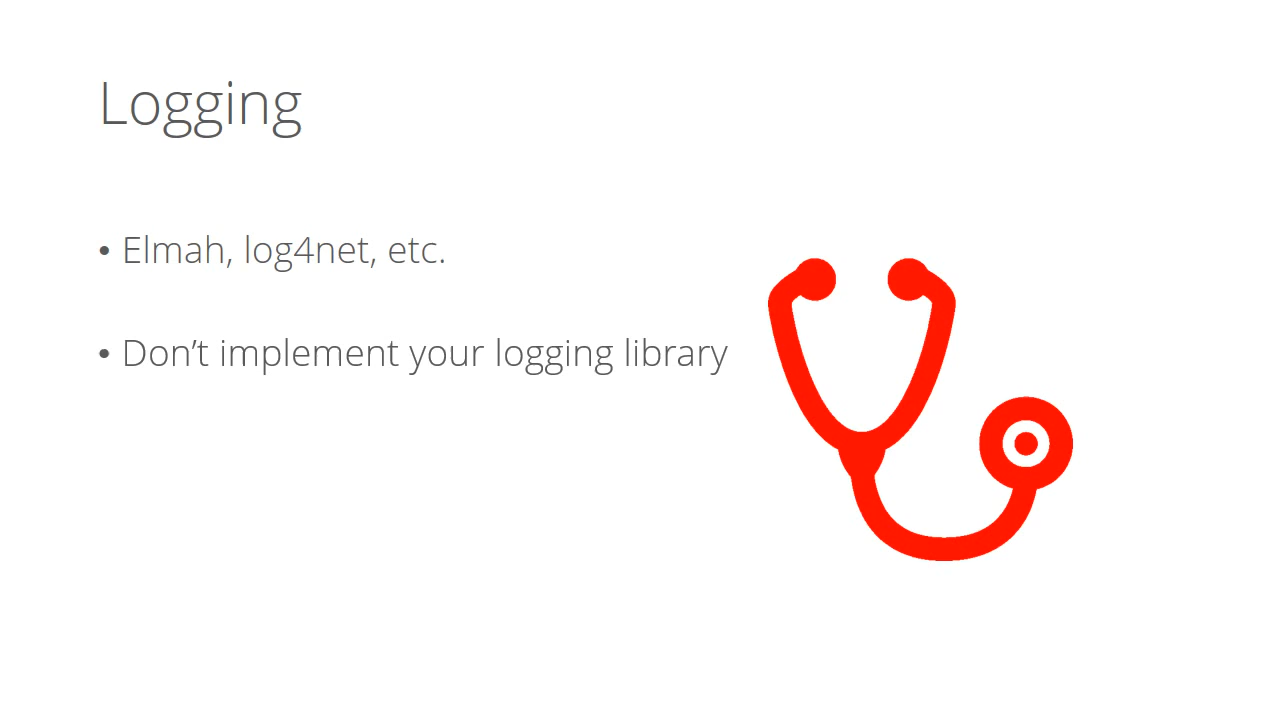 Logging
• Elmah, log4net, etc.
• Don’t implement your logging library